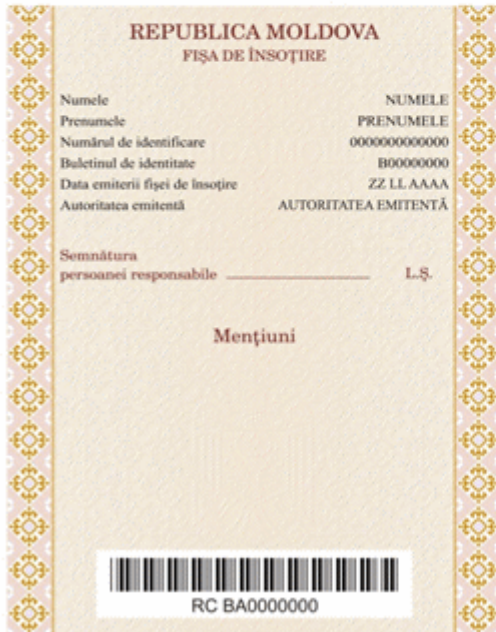 REPUBLICA MOLDOVA
FIȘA DE ÎNSOȚIRE
Numele NUMELE
Prenumele PRENUMELE
Numărul de identificare 0000000000000
Buletinul de identitate B00000000
Data emiterii fișei de însoțire ZZ LL AAAA
Autoritatea emitentă AUTORITATEA EMITENTĂ
Semnătura
persoanei responsabile L.Ș.
Mențiuni
RC BA0000000